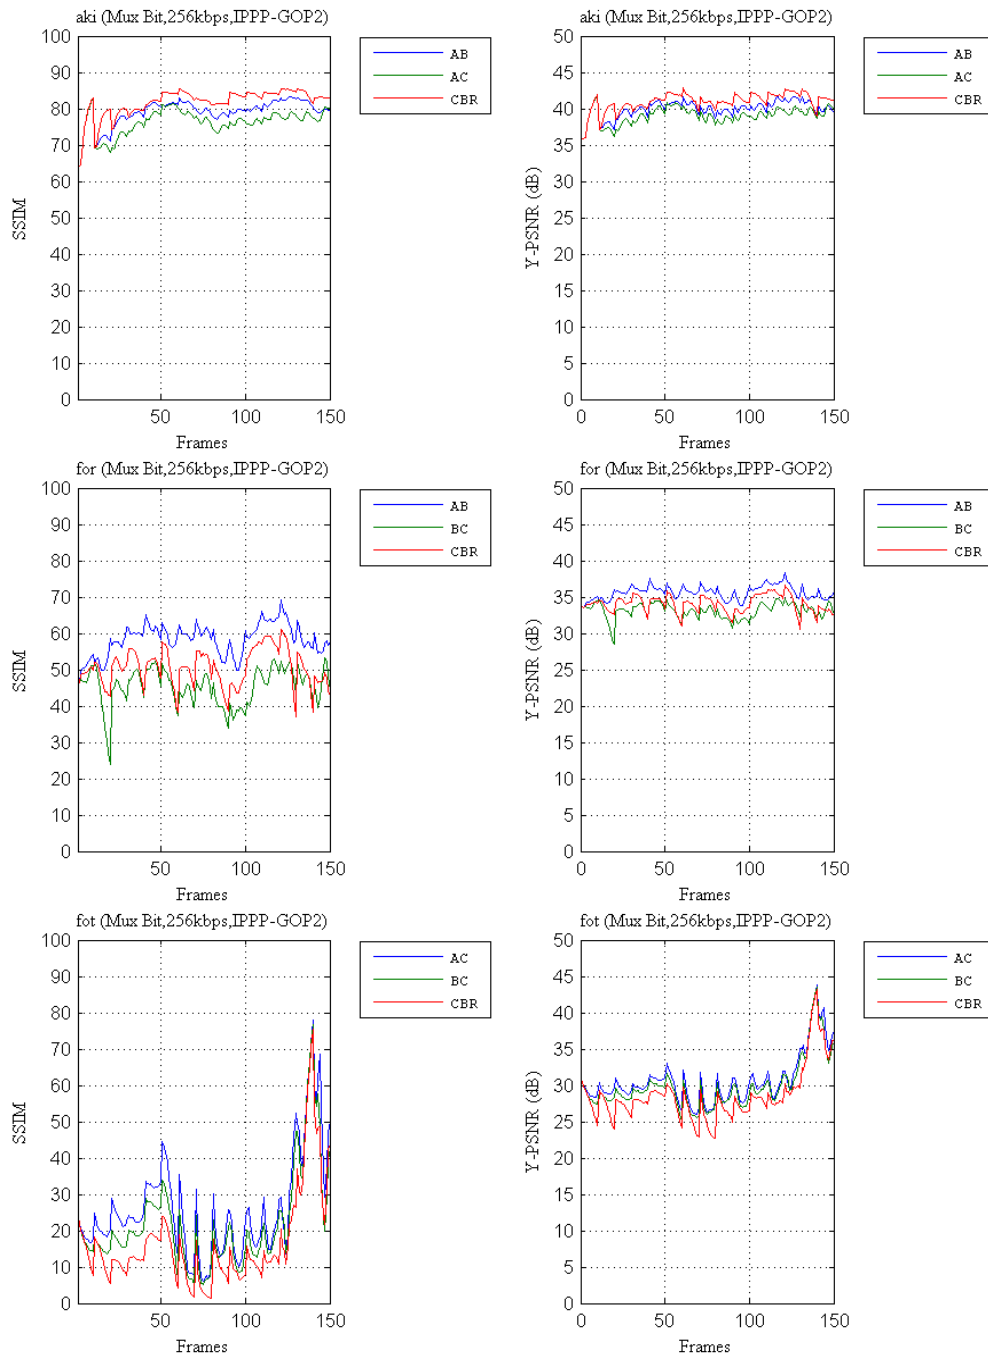 aki (Mux Bit,256kbps,IPPP-GOP2)
100
90
80
70
60
50
40
30
20
10
0
50
100
150
SSIM
Frames
AB
AC
CBR
aki (Mux Bit,256kbps,IPPP-GOP2)
50
45
40
35
30
25
20
15
10
5
0
0
50
100
150
Y-PSNR (dB)
Frames
AB
AC
CBR
for (Mux Bit,256kbps,IPPP-GOP2)
100
90
80
70
60
50
40
30
20
10
0
50
100
150
SSIM
Frames
AB
BC
CBR
for (Mux Bit,256kbps,IPPP-GOP2)
50
45
40
35
30
25
20
15
10
5
0
0
50
100
150
Y-PSNR (dB)
Frames
AB
BC
CBR
fot (Mux Bit,256kbps,IPPP-GOP2)
100
90
80
70
60
50
40
30
20
10
0
50
100
150
SSIM
Frames
AC
BC
CBR
fot (Mux Bit,256kbps,IPPP-GOP2)
50
45
40
35
30
25
20
15
10
5
0
0
50
100
150
Y-PSNR (dB)
Frames
AC
BC
CBR